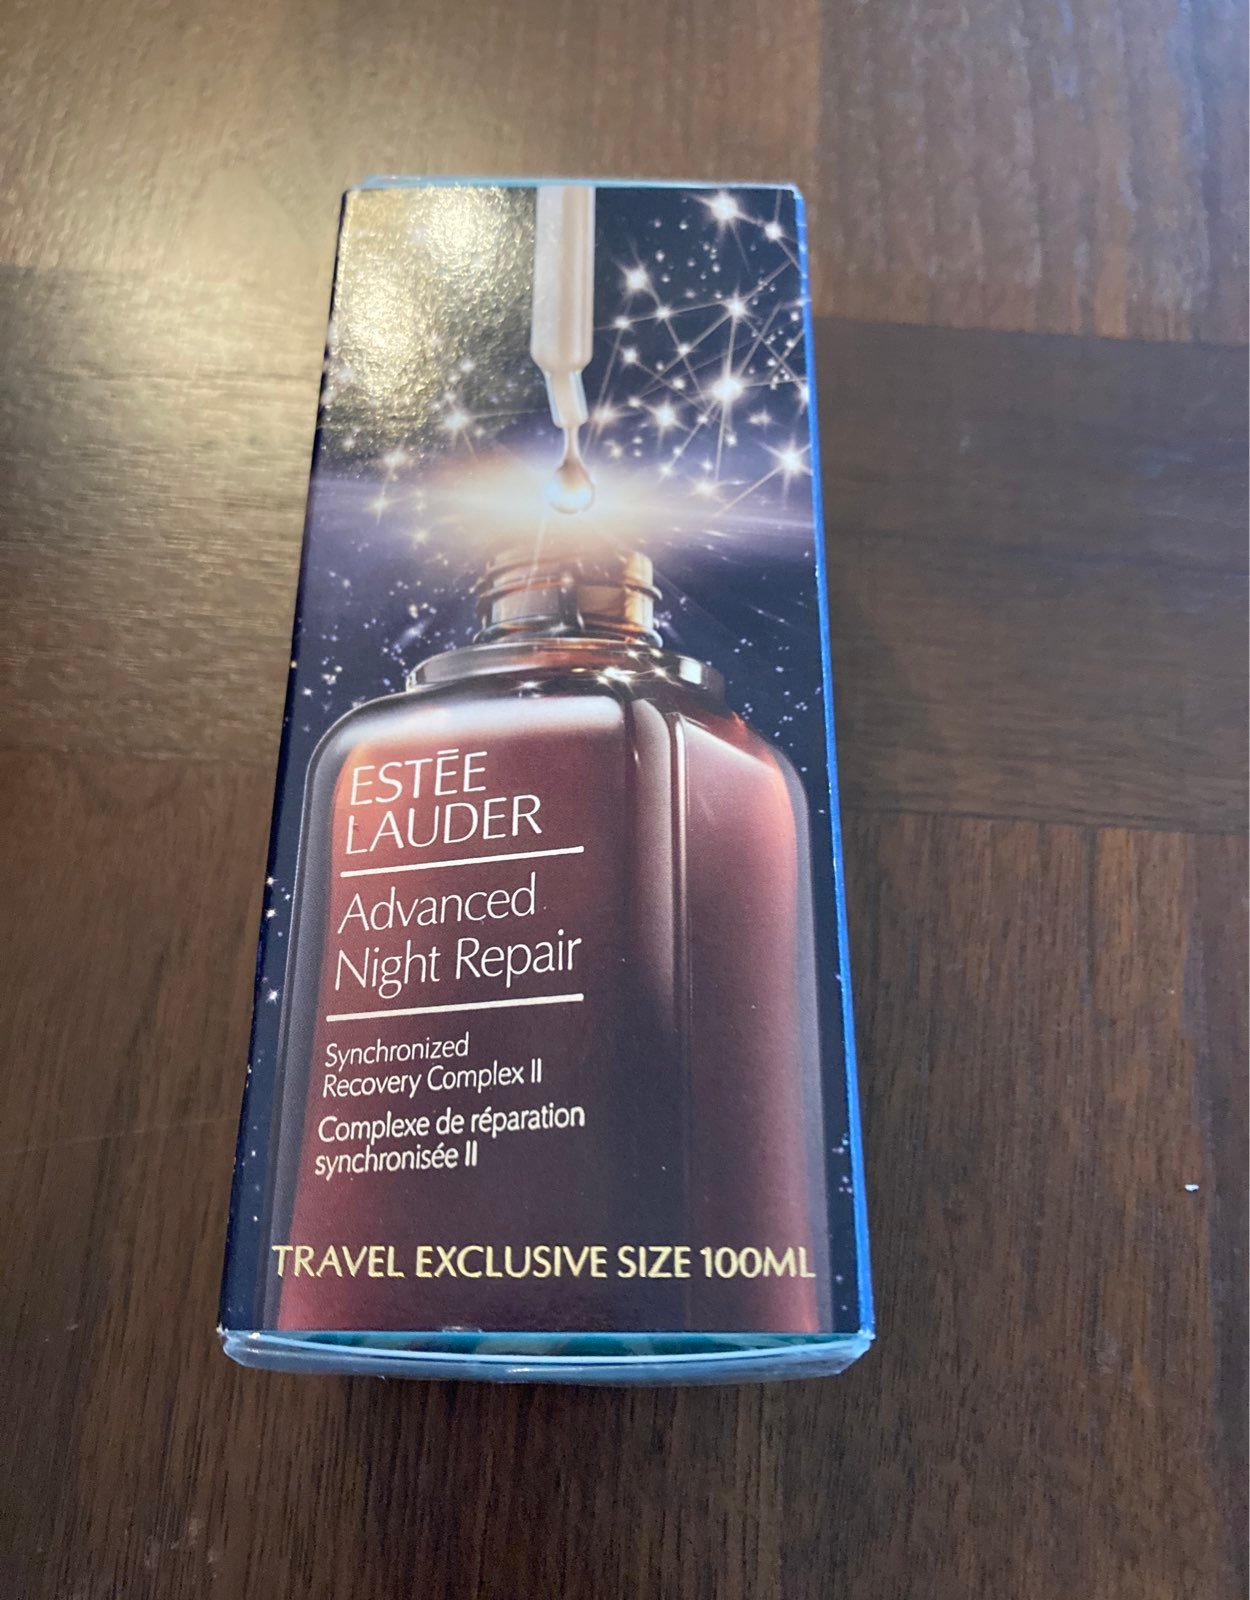 ESTĒE
LAUDER
Advanced
Night Repair
Synchronized
Recovery Complex II
Complexe de réparation
synchronisée II
TRAVEL EXCLUSIVE SIZE 100ML